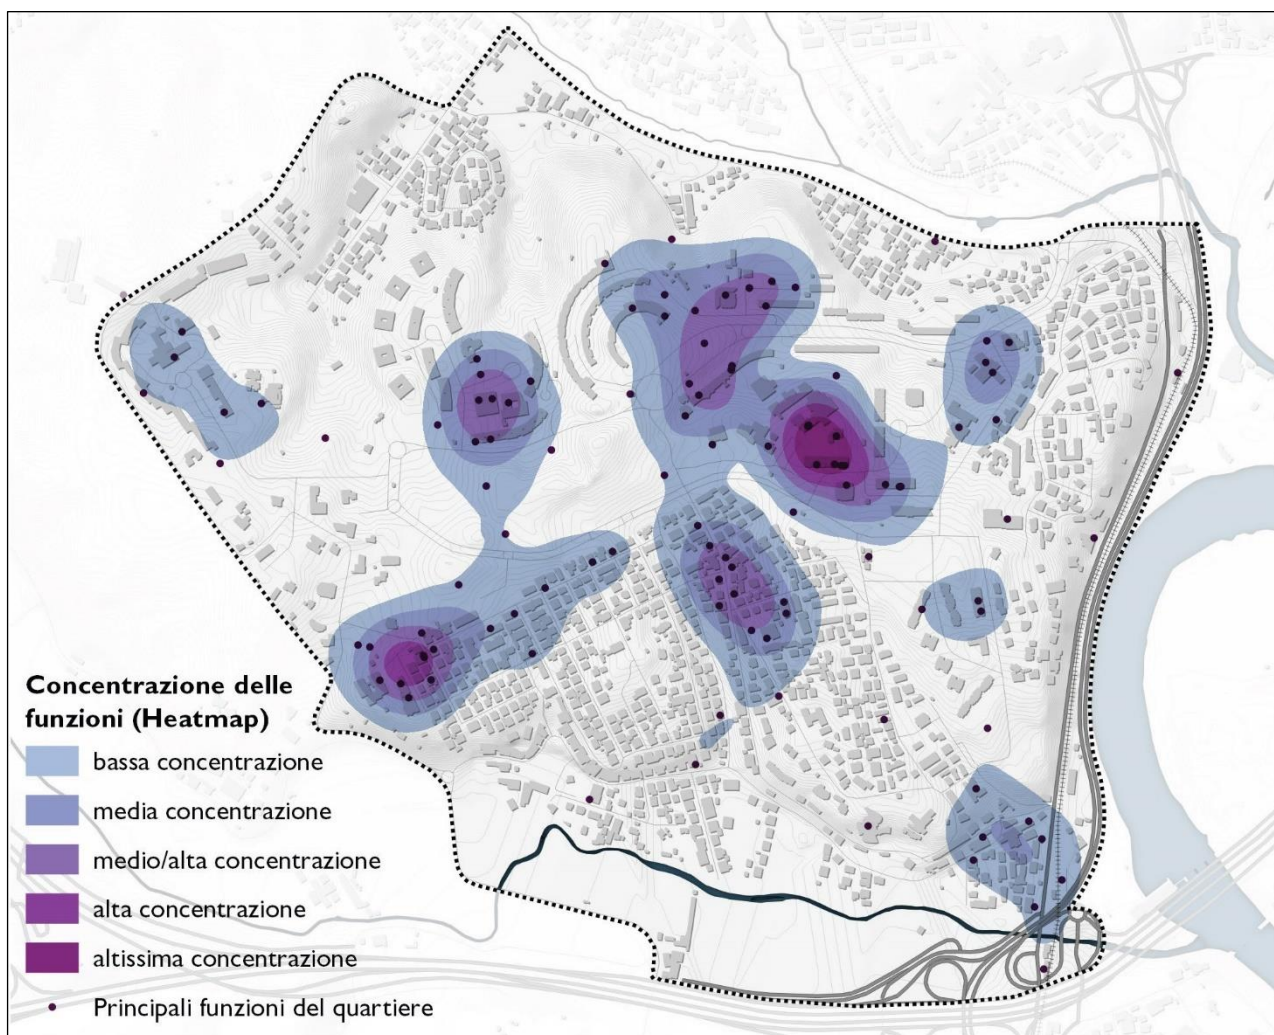 Concentrazione delle
funzioni (Heatmap)
bassa concentrazione
media concentrazione
medio/alta concentrazione
alta concentrazione
altissima concentrazione
Principali funzioni del quartiere